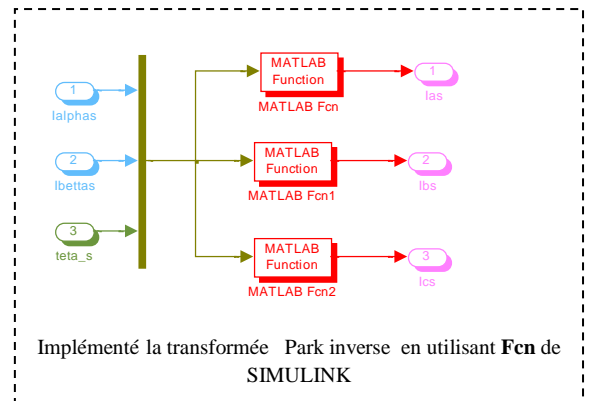 1
Ialphas
2
Ibettas
3
teta_s
MATLAB
Function
MATLAB Fcn
MATLAB
Function
MATLAB Fcn1
MATLAB
Function
MATLAB Fcn2
1
Ias
2
Ibs
3
Ics
Implémenté la transformée Park inverse en utilisant Fcn de
SIMULINK